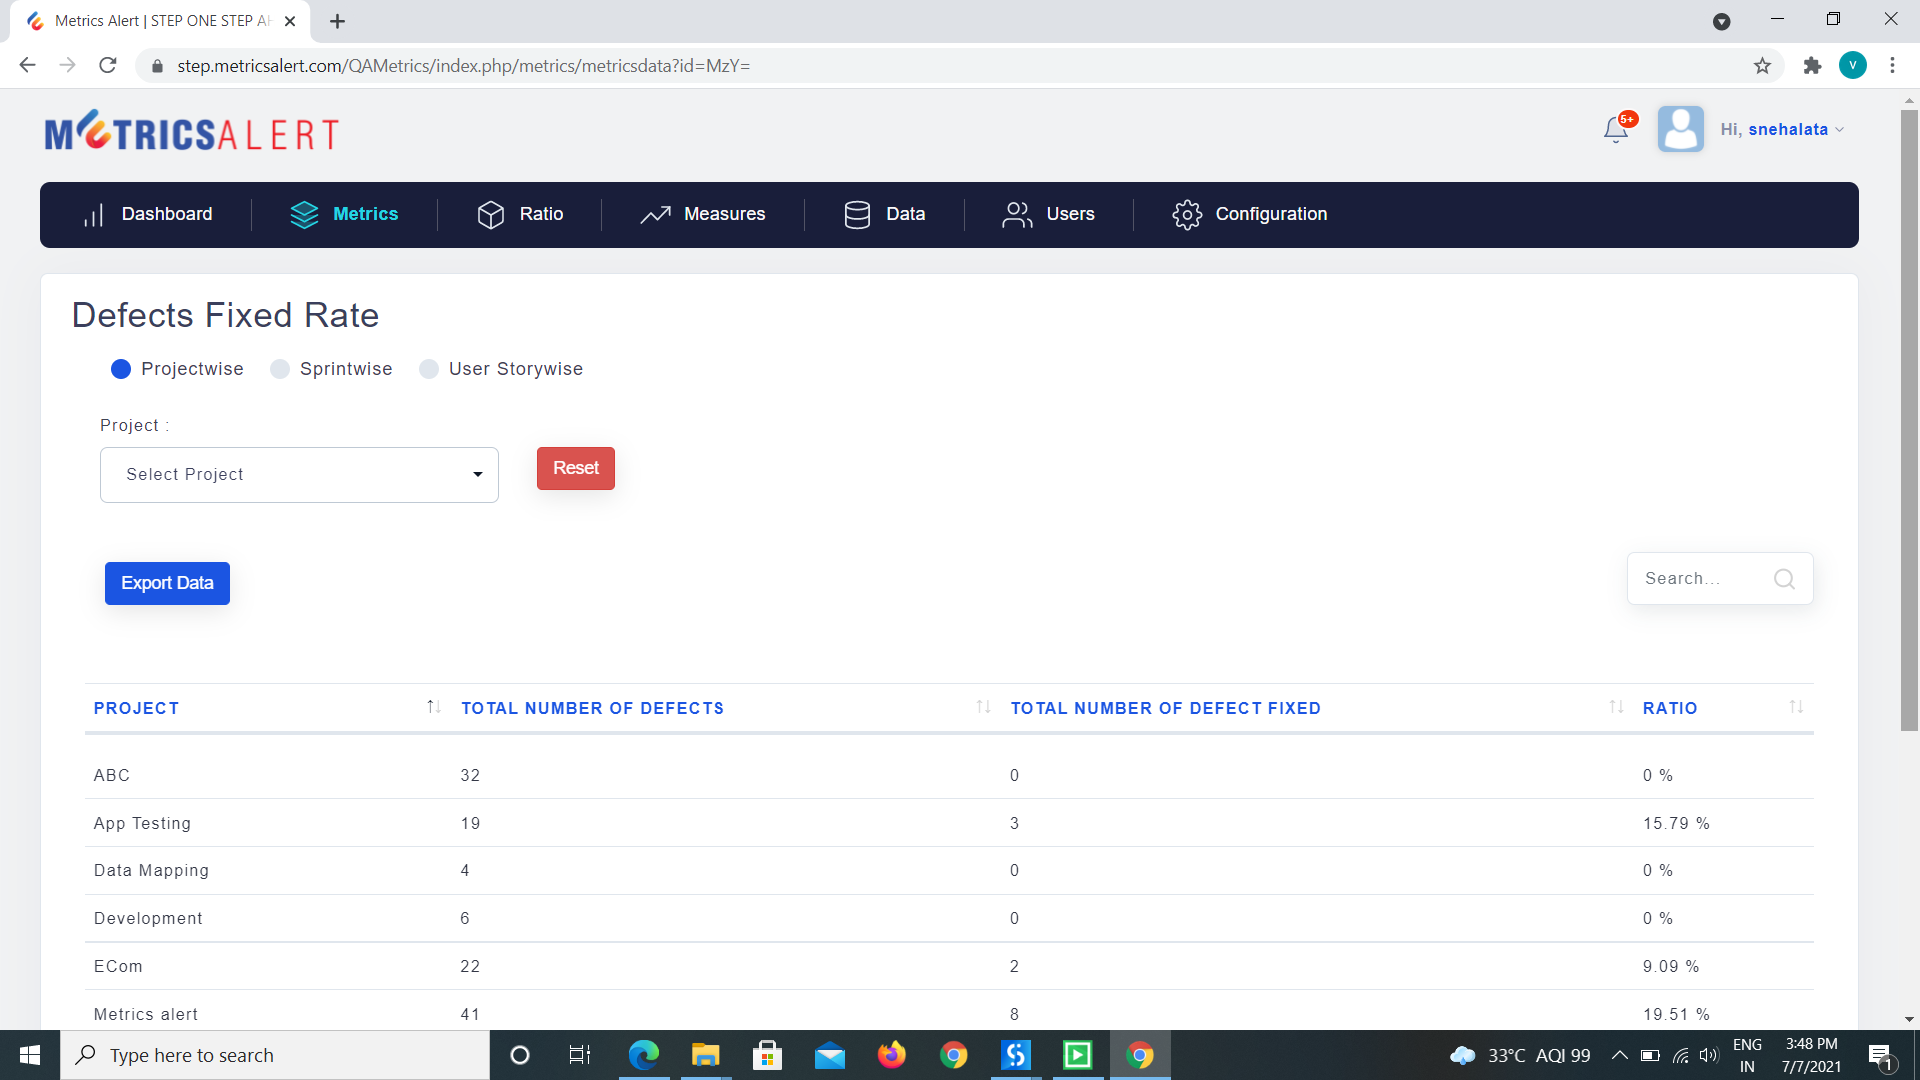 Metrics Alert | STEP ONE STEP AH
step.metricsalert.com/QAMetrics/index.php/metrics/metricsdata?id=MzY=
V
METRICSALERT
5+
Hi, snehalata
Dashboard
Metrics
Ratio
Measures
Data
Users
Configuration
Defects Fixed Rate
Projectwise
Sprintwise
User Storywise
Project :
Select Project
Reset
Export Data
Search...
PROJECT TOTAL NUMBER OF DEFECTS TOTAL NUMBER OF DEFECT FIXED RATIO
ABC 32 0 0 %
App Testing 19 3 15.79 %
Data Mapping 4 0 0 %
Development 6 0 0 %
ECom 22 2 9.09 %
Metrics alert 41 8 19.51 %
Type here to search
33°C AQI 99
ENG
IN
3:48 PM
7/7/2021
1